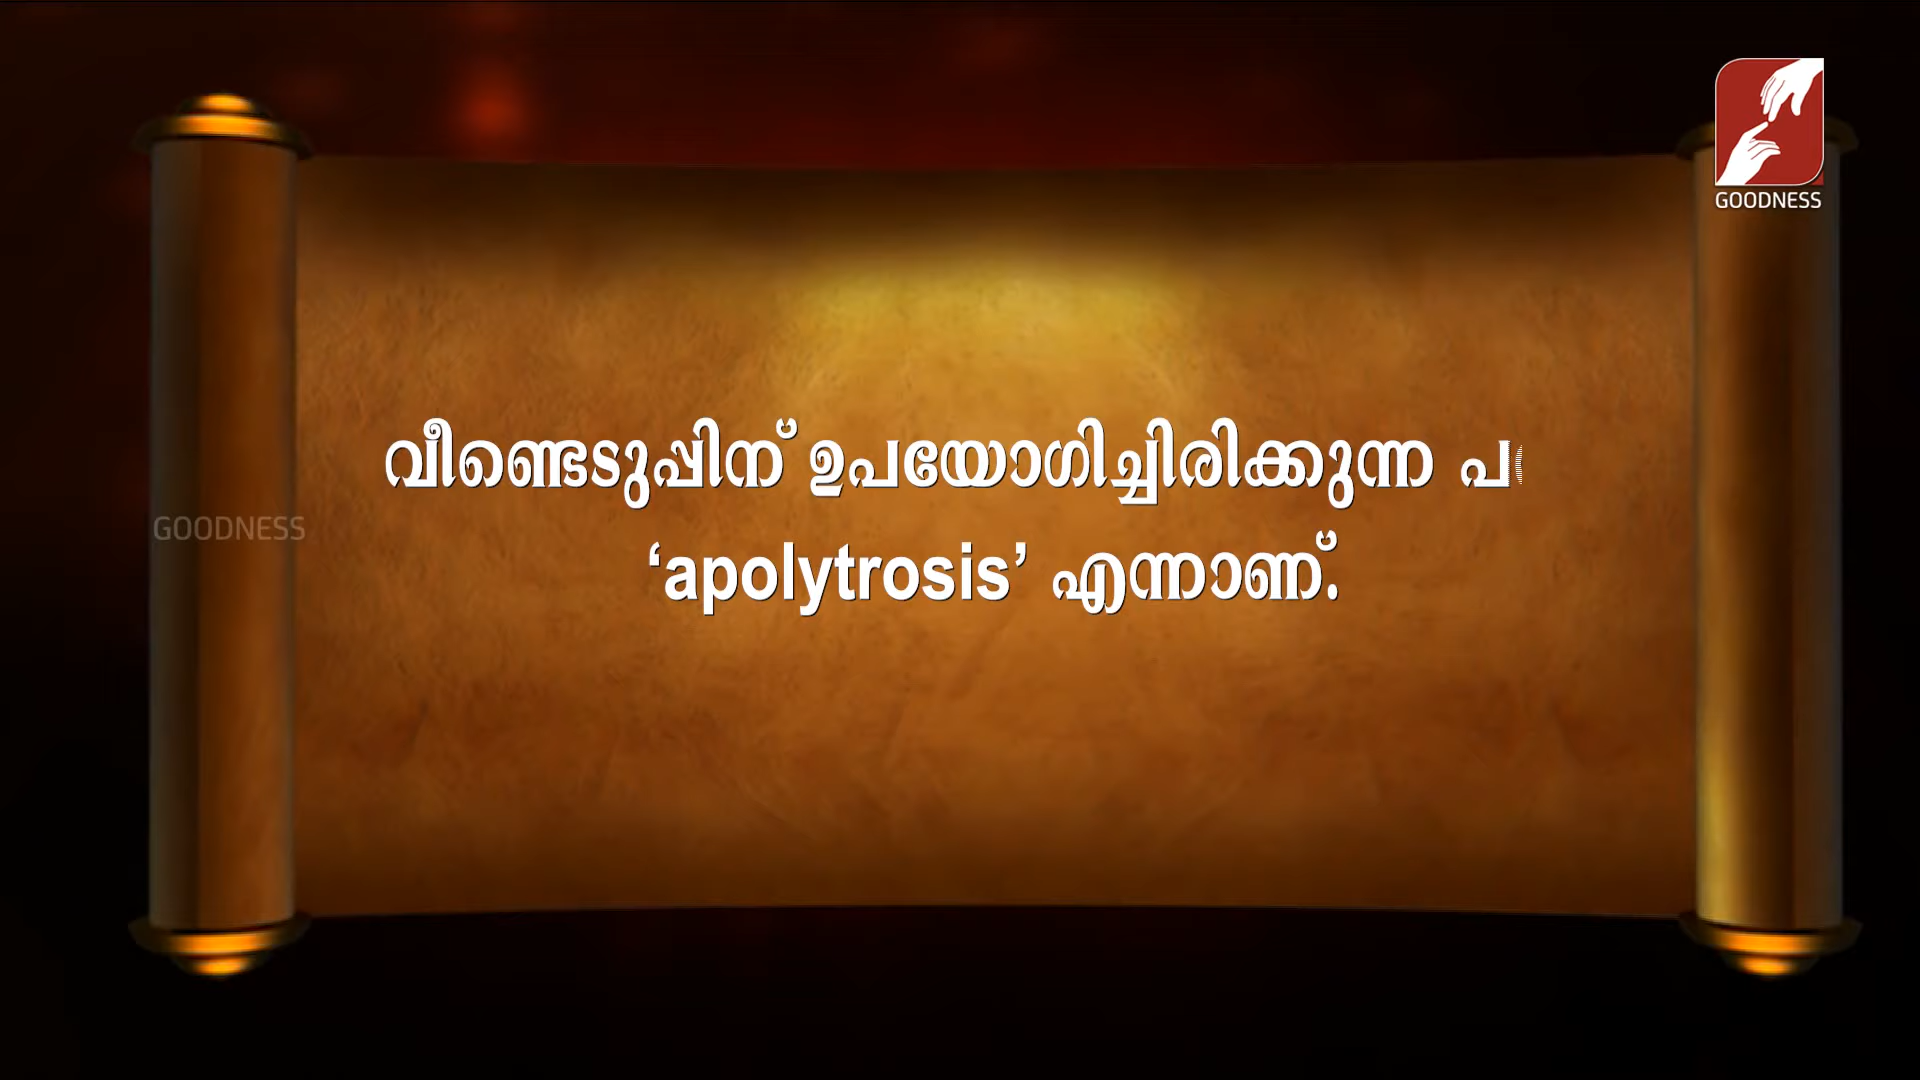 GOODNESS
വീണ്ടെടുപ്പിന് ഉപയോഗിച്ചിരിക്കുന്ന
GOODNESS
‘apolytrosis’ എന്നാണ്.